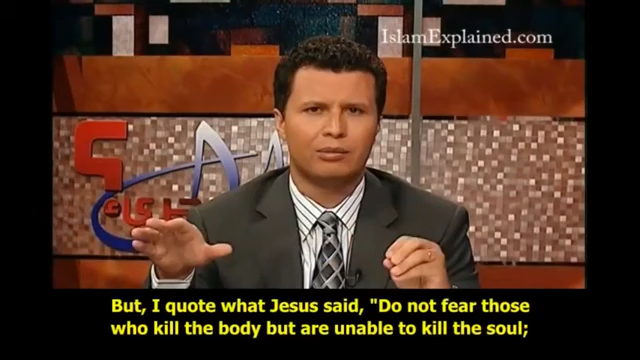 IslamExplained.com
But, I quote what Jesus said, "Do not fear those
who kill the body but are unable to kill the soul;